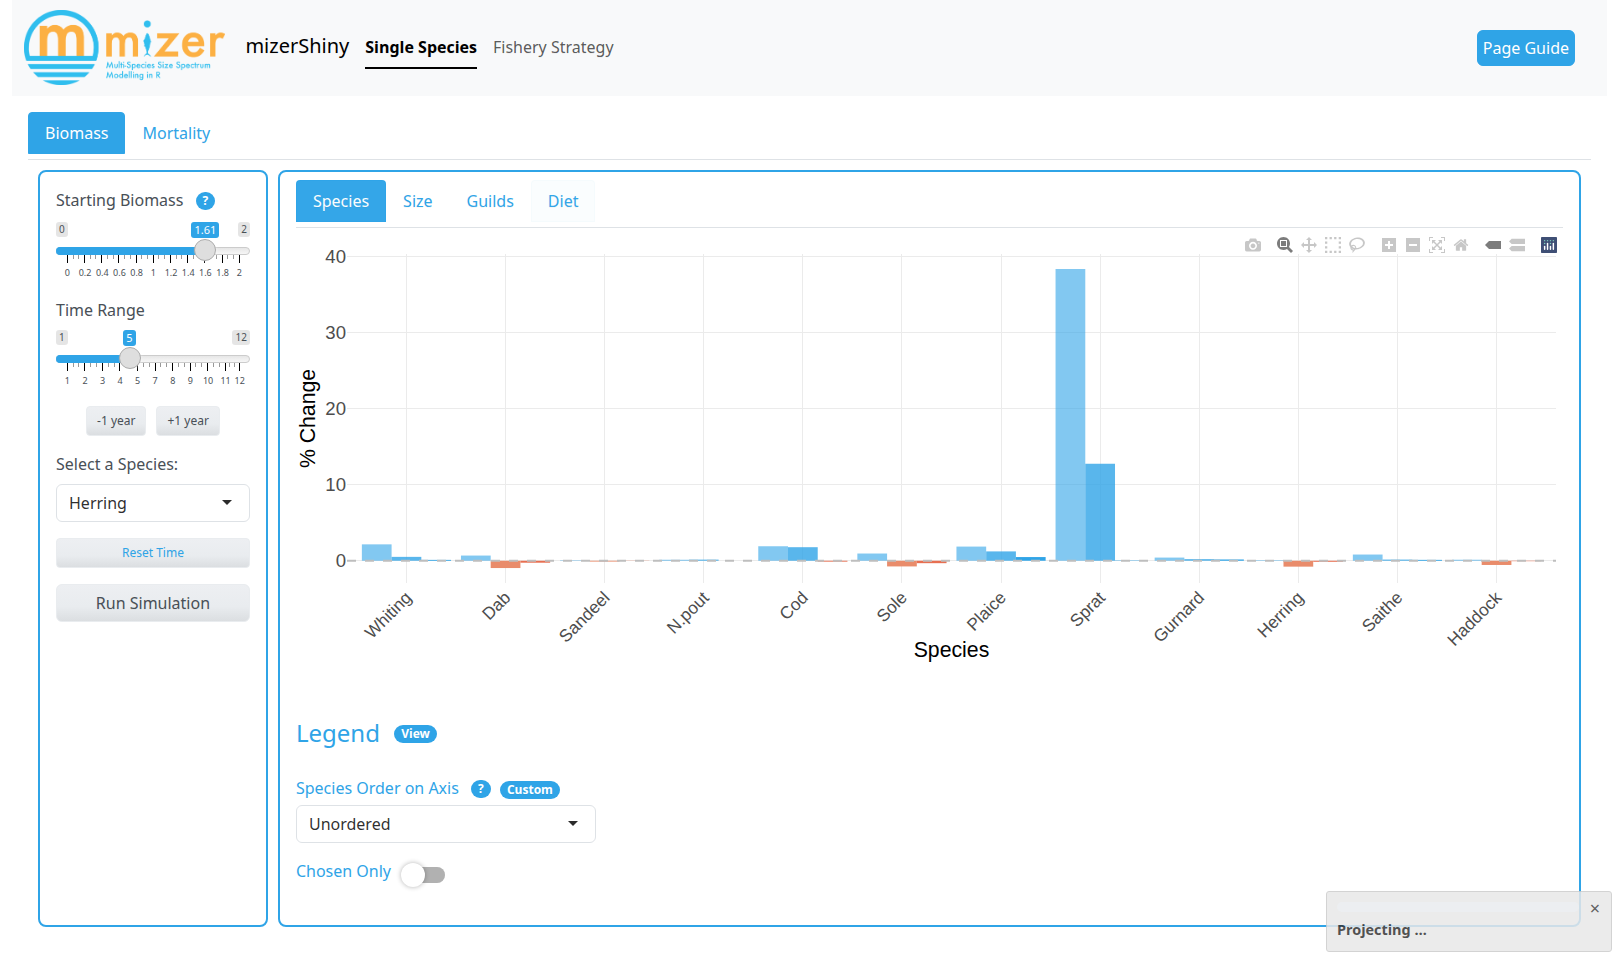 mizer
Multi-Species Size Spectrum
Modelling in R
mizerShiny Single Species Fishery Strategy Page Guide
Biomass Mortality
Starting Biomass ?
0 1.61 2
0 0.2 0.4 0.6 0.8 1 1.2 1.4 1.6 1.8 2
Time Range
1 5 12
1 2 3 4 5 7 8 9 10 11 12
-1 year +1 year
Select a Species:
Herring
Reset Time
Run Simulation
Species Size Guilds Diet
40
30
20
10
0
% Change
Whiting Dab Sandeel N.pout Cod Sole Plaice Sprat Gurnard Herring Saithe Haddock
Species
Legend View
Species Order on Axis ? Custom
Unordered
Chosen Only
×
Projecting ...